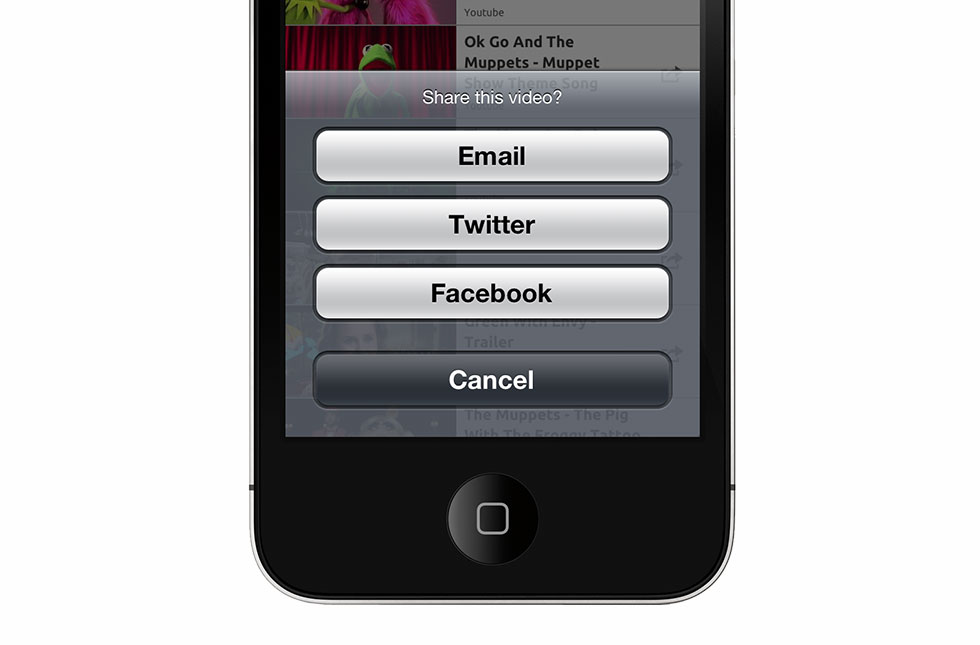 Youtube
Ok Go And The
Muppets - Muppet
Show Theme Song
Share this video?
Email
Twitter
Facebook
Green With Envy -
Trailer
Cancel
The Muppets - The Pig
With The Froggy Tattoo